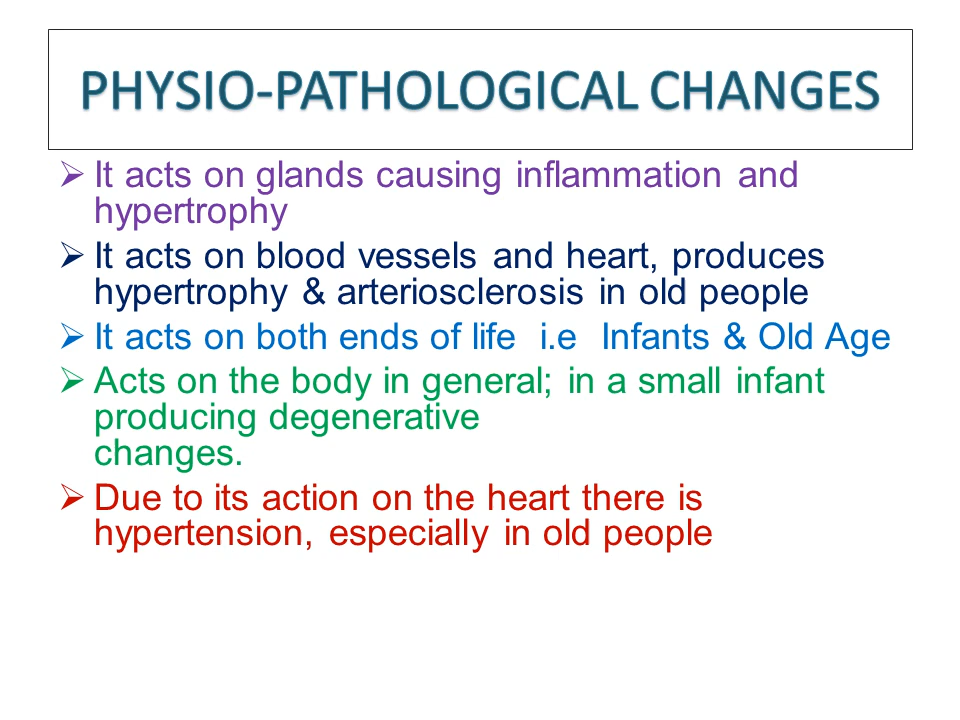 PHYSIO-PATHOLOGICAL CHANGES
It acts on glands causing inflammation and
hypertrophy
It acts on blood vessels and heart, produces
hypertrophy & arteriosclerosis in old people
It acts on both ends of life i.e Infants & Old Age
Acts on the body in general; in a small infant
producing degenerative
changes.
Due to its action on the heart there is
hypertension, especially in old people